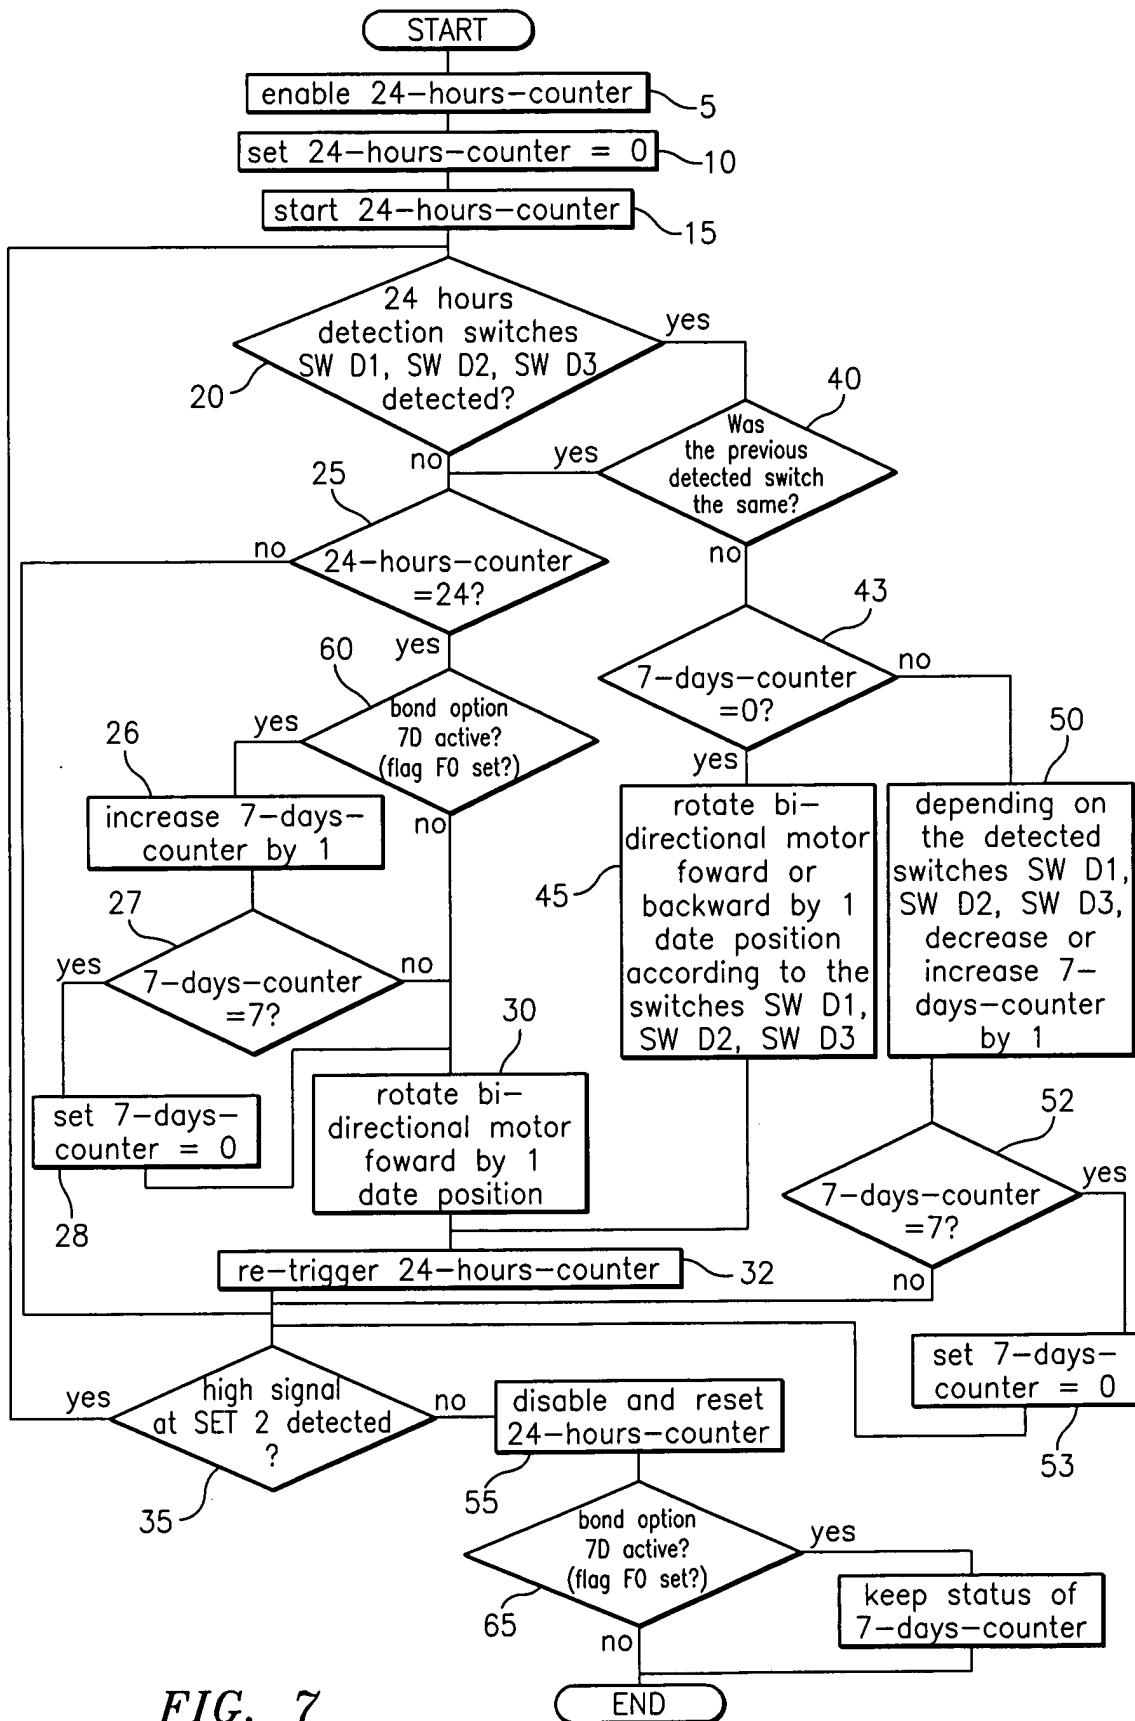 START
enable 24-hours-counter
5
set 24-hours-counter = 0
10
start 24-hours-counter
15
24 hours
detection switches
SW D1, SW D2, SW D3
detected?
20
yes
no
40
Was
the previous
detected switch
the same?
yes
no
25
24-hours-counter
=24?
no
yes
43
7-days-counter
=0?
no
yes
60
bond option
7D active?
(flag F0 set?)
yes
no
26
increase 7-days-
counter by 1
27
7-days-counter
=7?
yes
no
set 7-days-
counter = 0
28
30
rotate bi-
directional motor
foward by 1
date position
45
rotate bi-
directional motor
foward or
backward by 1
date position
according to the
switches SW D1,
SW D2, SW D3
50
depending on
the detected
switches SW D1,
SW D2, SW D3,
decrease or
increase 7-
days-counter
by 1
52
7-days-counter
=7?
yes
no
re-trigger 24-hours-counter
32
set 7-days-
counter = 0
53
high signal
at SET 2 detected
?
yes
no
35
disable and reset
24-hours-counter
55
bond option
7D active?
(flag F0 set?)
65
yes
no
keep status of
7-days-counter
END
FIG. 7